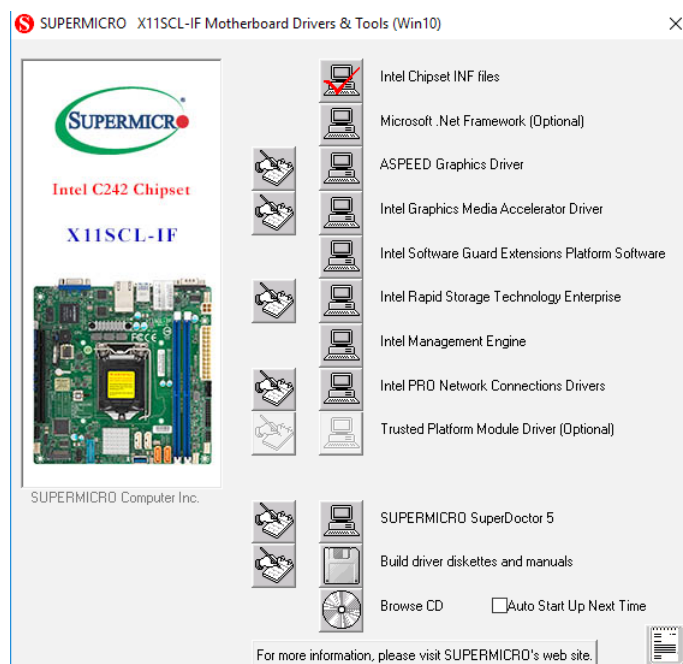 SUPERMICRO X11SCL-IF Motherboard Drivers & Tools (Win10)
SUPERMICRO
Intel C242 Chipset
X11SCL-IF
SUPERMICRO Computer Inc.
Intel Chipset INF files
Microsoft .Net Framework (Optional)
ASPEED Graphics Driver
Intel Graphics Media Accelerator Driver
Intel Software Guard Extensions Platform Software
Intel Rapid Storage Technology Enterprise
Intel Management Engine
Intel PRO Network Connections Drivers
Trusted Platform Module Driver (Optional)
SUPERMICRO SuperDoctor 5
Build driver diskettes and manuals
Browse CD
Auto Start Up Next Time
For more information, please visit SUPERMICRO's web site.